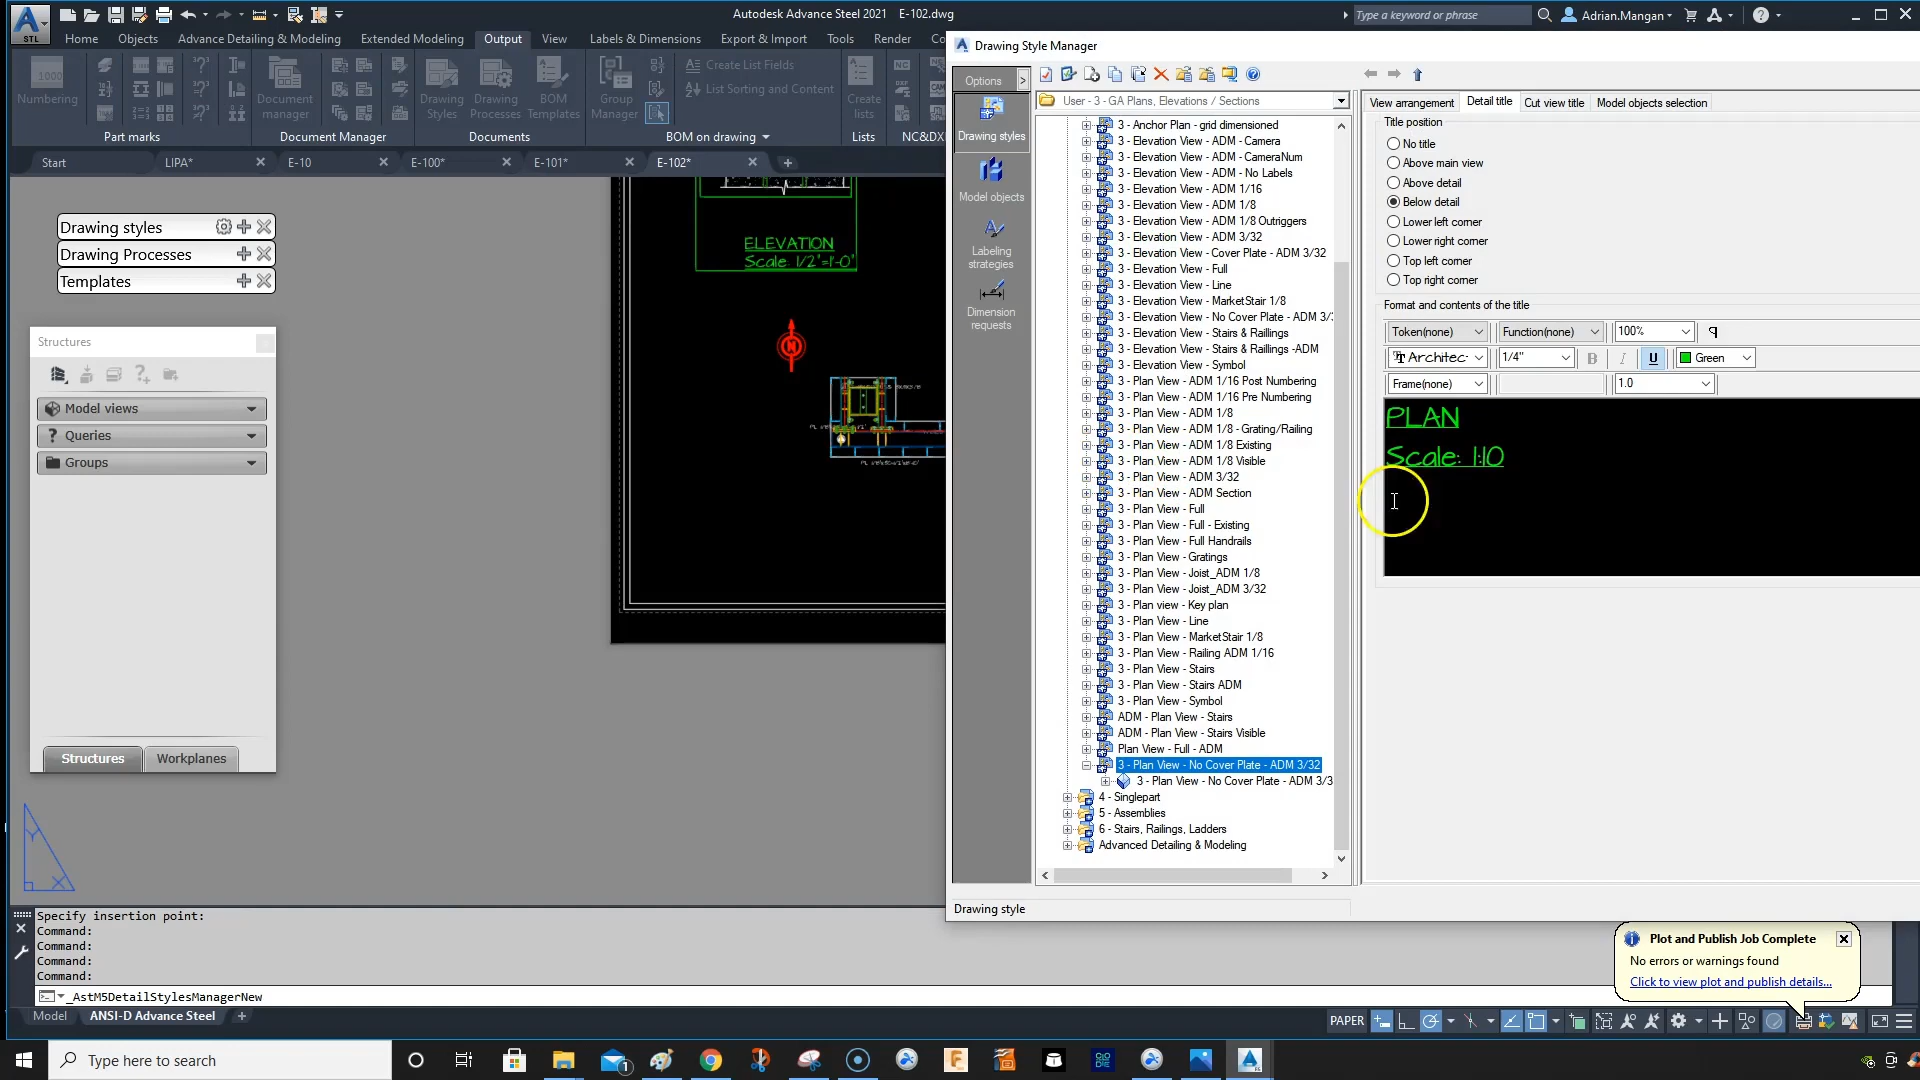 STL
Autodesk Advance Steel 2021   E-102.dwg
Type a keyword or phrase
Adrian.Mangan
Home
Objects
Advance Detailing & Modeling
Extended Modeling
Output
View
Labels & Dimensions
Export & Import
Tools
Render
Co
Numbering
Document manager
Drawing Styles
Drawing Processes
BOM Templates
Group Manager
Create List Fields
List Sorting and Content
Create lists
Part marks
Document Manager
Documents
BOM on drawing
Lists
NC&DX
Start
LIPA*
E-10
E-100*
E-101*
E-102*
Drawing styles
Drawing Processes
Templates
Structures
Model views
Queries
Groups
Structures
Workplanes
ELEVATION
Scale: 1/2"=1'-0"
N
Drawing Style Manager
Options
Drawing styles
Model objects
Labeling strategies
Dimension requests
User - 3 - GA Plans, Elevations / Sections
3 - Anchor Plan - grid dimensioned
3 - Elevation View - ADM - Camera
3 - Elevation View - ADM - CameraNum
3 - Elevation View - ADM - No Labels
3 - Elevation View - ADM 1/16
3 - Elevation View - ADM 1/8
3 - Elevation View - ADM 1/8 Outriggers
3 - Elevation View - ADM 3/32
3 - Elevation View - Cover Plate - ADM 3/32
3 - Elevation View - Full
3 - Elevation View - Line
3 - Elevation View - MarketStair 1/8
3 - Elevation View - No Cover Plate - ADM 3/:
3 - Elevation View - Stairs & Raillings
3 - Elevation View - Stairs & Raillings -ADM
3 - Elevation View - Symbol
3 - Plan View - ADM 1/16 Post Numbering
3 - Plan View - ADM 1/16 Pre Numbering
3 - Plan View - ADM 1/8
3 - Plan View - ADM 1/8 - Grating/Railing
3 - Plan View - ADM 1/8 Existing
3 - Plan View - ADM 1/8 Visible
3 - Plan View - ADM 3/32
3 - Plan View - ADM Section
3 - Plan View - Full
3 - Plan View - Full - Existing
3 - Plan View - Full Handrails
3 - Plan View - Gratings
3 - Plan View - Joist_ADM 1/8
3 - Plan View - Joist_ADM 3/32
3 - Plan view - Key plan
3 - Plan View - Line
3 - Plan View - MarketStair 1/8
3 - Plan View - Railing ADM 1/16
3 - Plan View - Stairs
3 - Plan View - Stairs ADM
3 - Plan View - Symbol
ADM - Plan View - Stairs
ADM - Plan View - Stairs Visible
Plan View - Full - ADM
3 - Plan View - No Cover Plate - ADM 3/32
3 - Plan View - No Cover Plate - ADM 3/3
4 - Singlepart
5 - Assemblies
6 - Stairs, Railings, Ladders
Advanced Detailing & Modeling
Drawing style
View arrangement
Detail title
Cut view title
Model objects selection
Title position
No title
Above main view
Above detail
Below detail
Lower left corner
Lower right corner
Top left corner
Top right corner
Format and contents of the title
Token(none)
Function(none)
100%
Architec
1/4"
B
I
U
Green
Frame(none)
1.0
PLAN
Scale: 1:10
Specify insertion point:
Command:
Command:
Command:
Command:
_AstM5DetailStylesManagerNew
Model
ANSI-D Advance Steel
Plot and Publish Job Complete
No errors or warnings found
Click to view plot and publish details...
PAPER
Type here to search